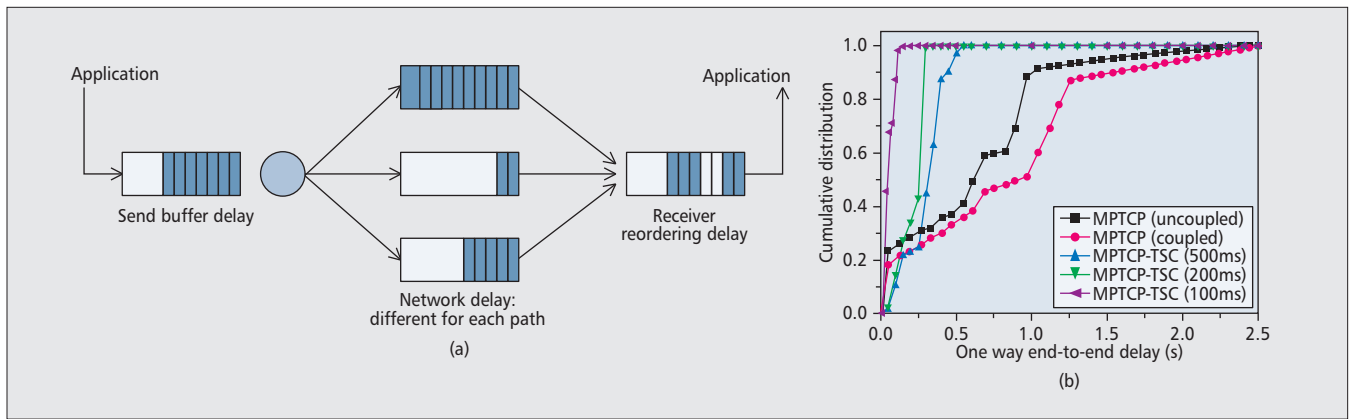 Application
Send buffer delay
Network delay:
different for each path
Receiver
reordering delay
Application
(a)
Cumulative distribution
1.0
0.8
0.6
0.4
0.2
0.0
MPTCP (uncoupled)
MPTCP (coupled)
MPTCP-TSC (500ms)
MPTCP-TSC (200ms)
MPTCP-TSC (100ms)
0.0 0.5 1.0 1.5 2.0 2.5
One way end-to-end delay (s)
(b)